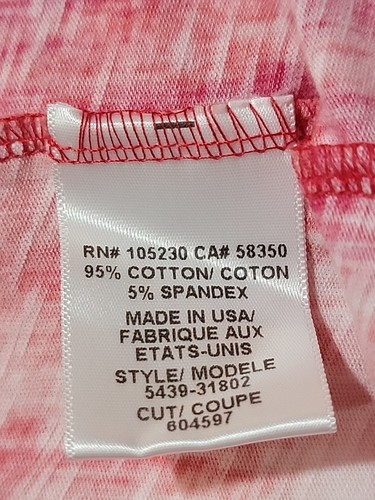 RN# 105230 CA# 58350
95% COTTON/ COTON
5% SPANDEX
MADE IN USA/
FABRIQUE AUX
ETATS-UNIS
STYLE/ MODELE
5439-31802
CUT/ COUPE
604597